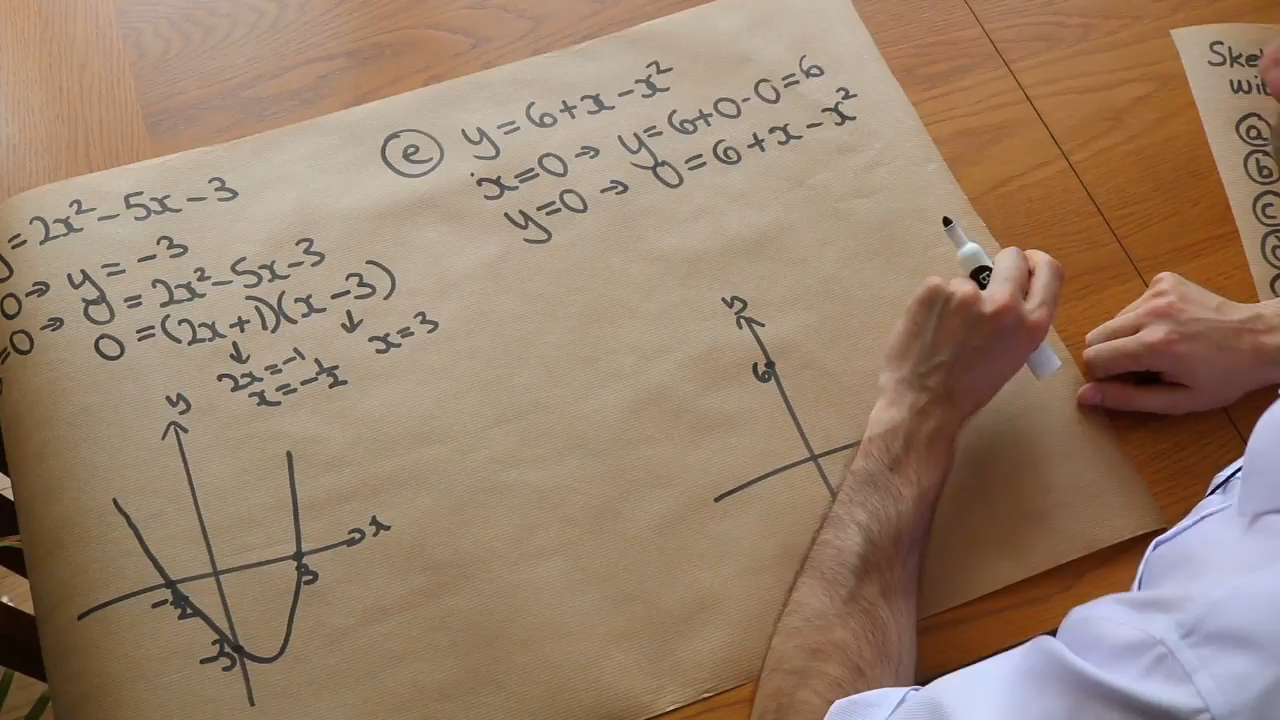 y=2x²-5x-3
0→ y=-3
=0→ y=2x²-5x-3
0=(2x+1)(x-3)
↓ ↓
2x=-1 x=3
x=-1/2
y
x
-1/2
3
-3
ⓔ y=6+x-x²
x=0→ y=6+0-0=6
y=0→ 0=6+x-x²
y
6
Ske
wit
ⓐ
ⓑ
ⓒ